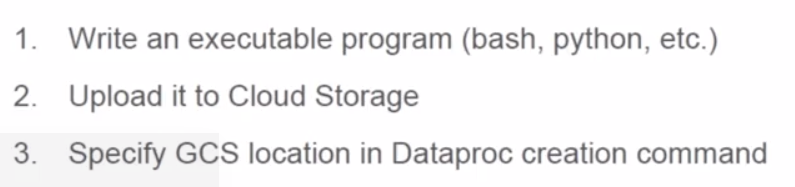 1. Write an executable program (bash, python, etc.)
2. Upload it to Cloud Storage
3. Specify GCS location in Dataproc creation command